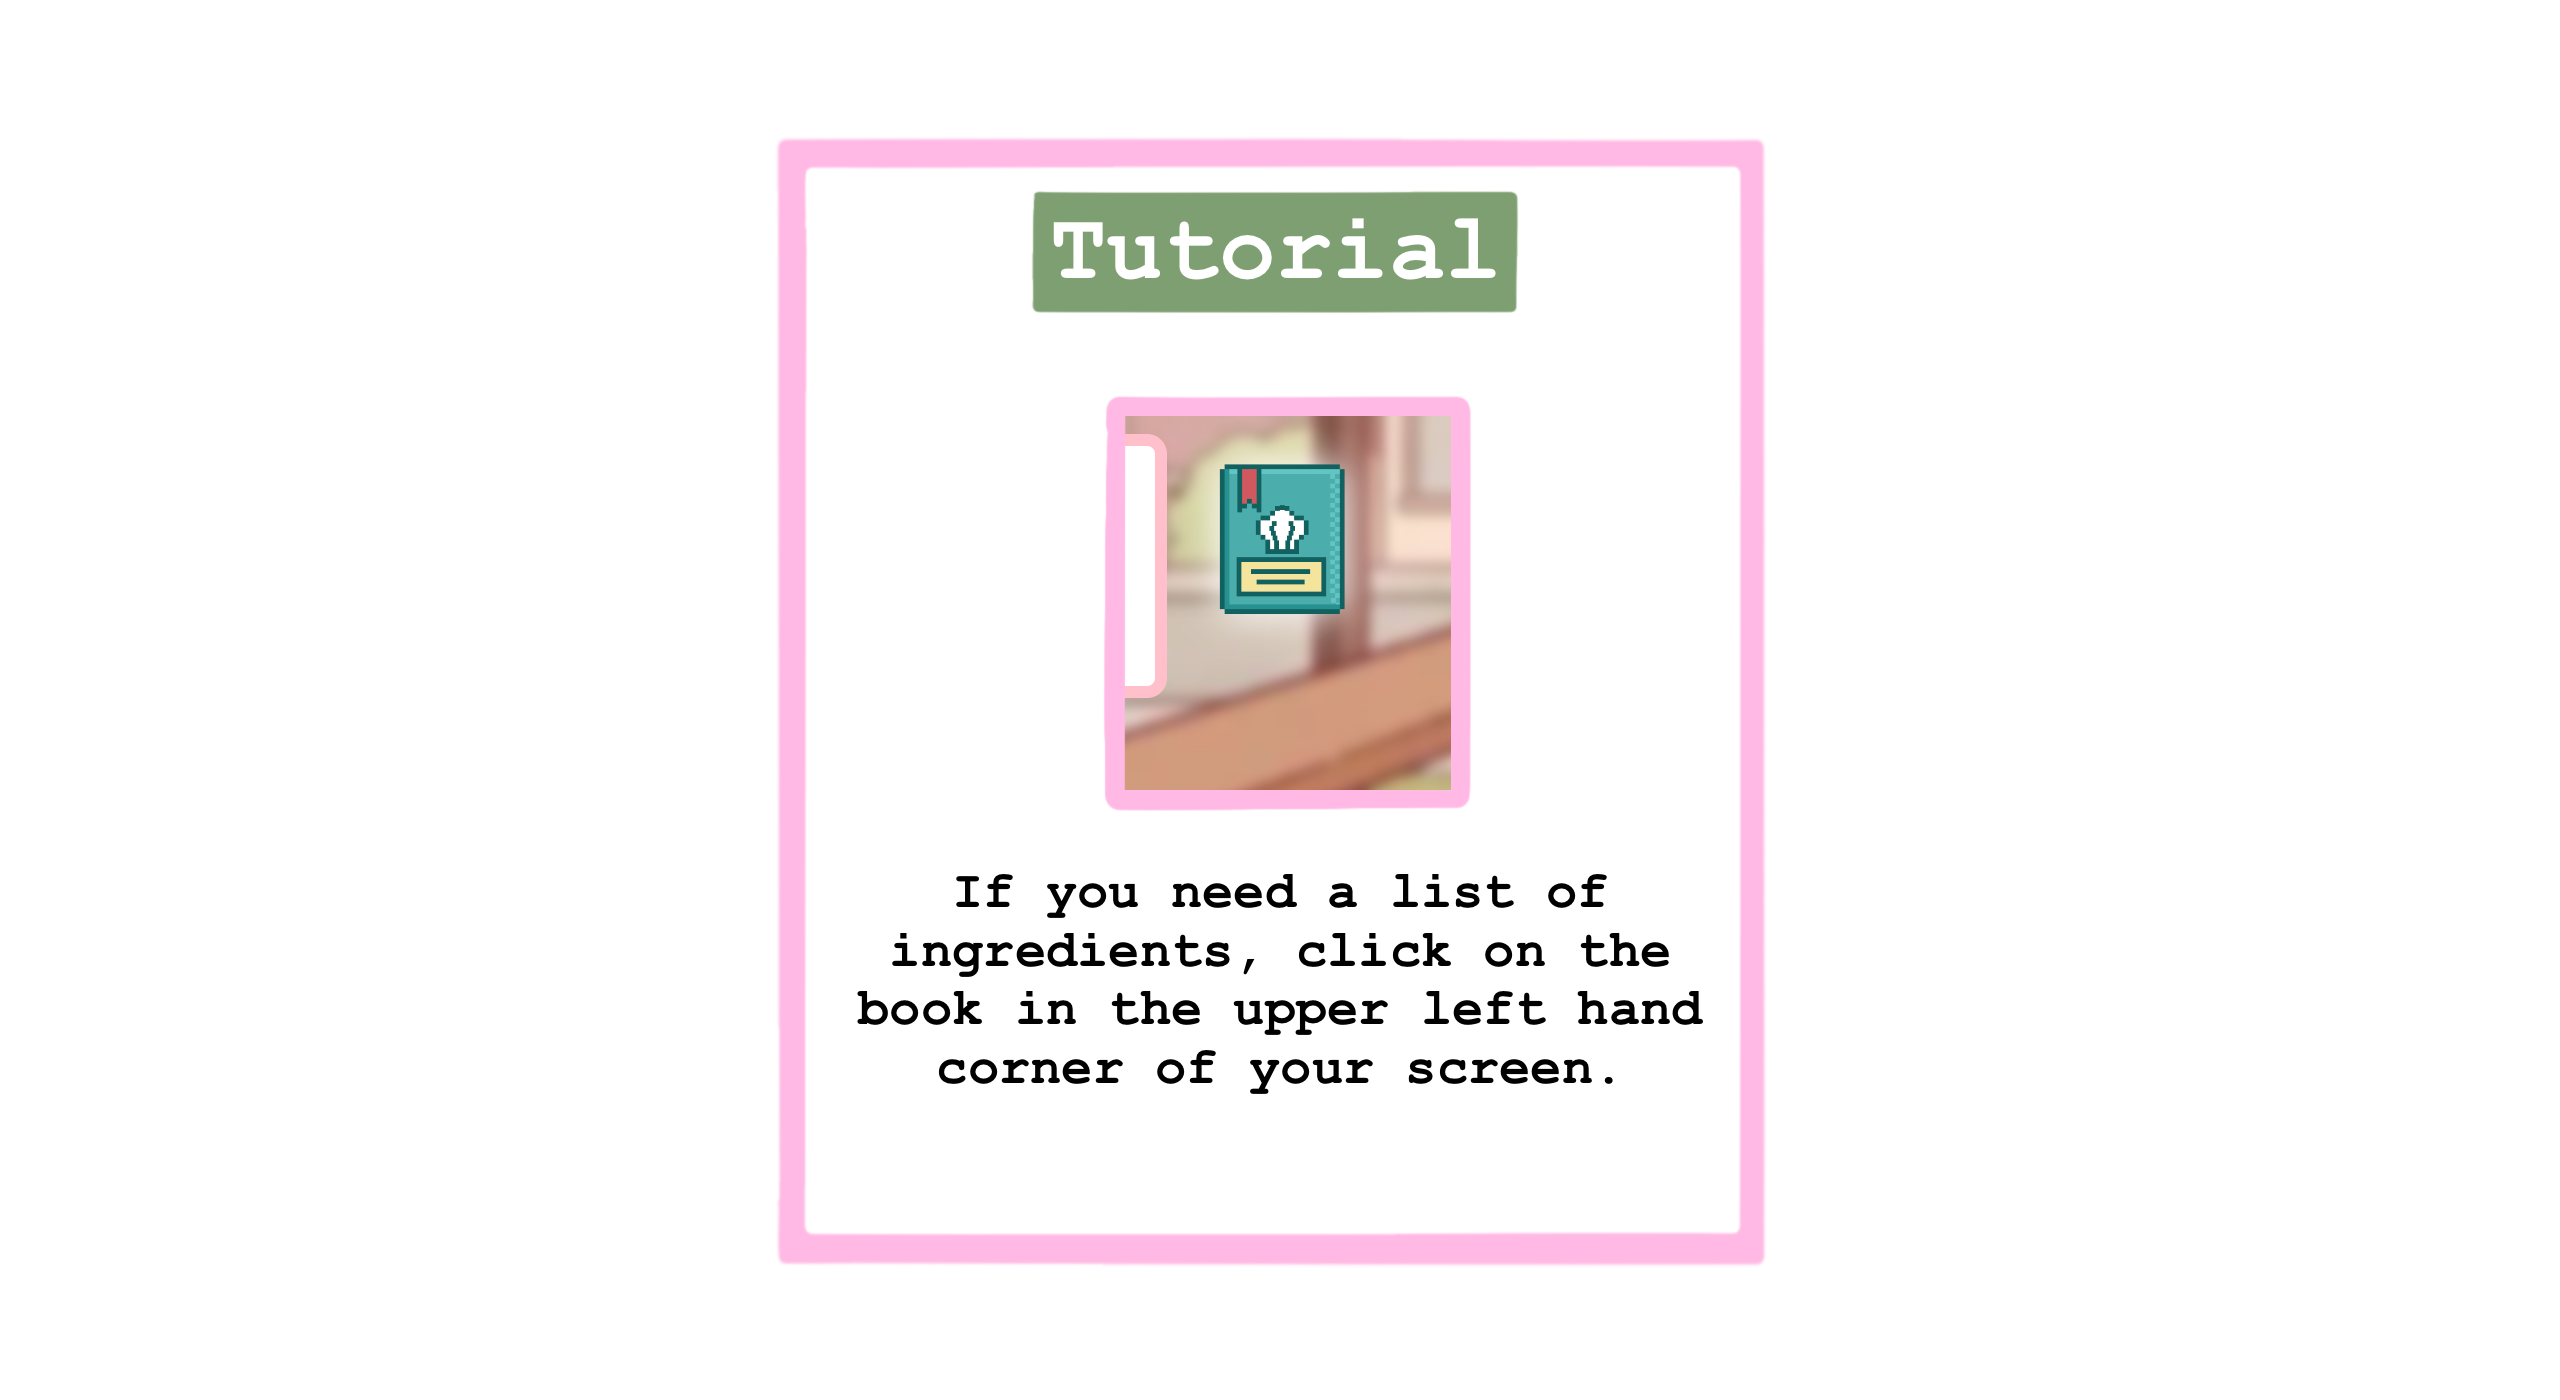 Tutorial
If you need a list of
ingredients, click on the
book in the upper left hand
corner of your screen.